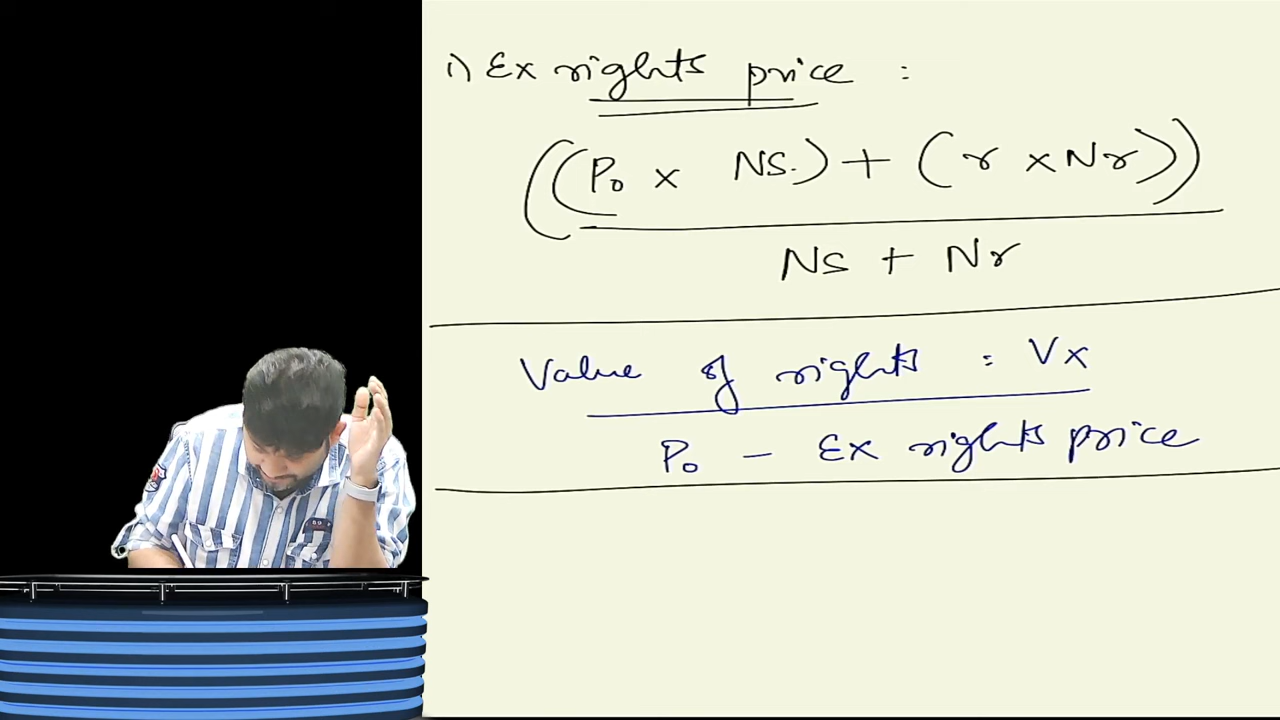 1) Ex rights price :
((P₀ x NS.) + (r x Nr))
NS + Nr
Value of rights : Vx
P₀ - Ex rights price